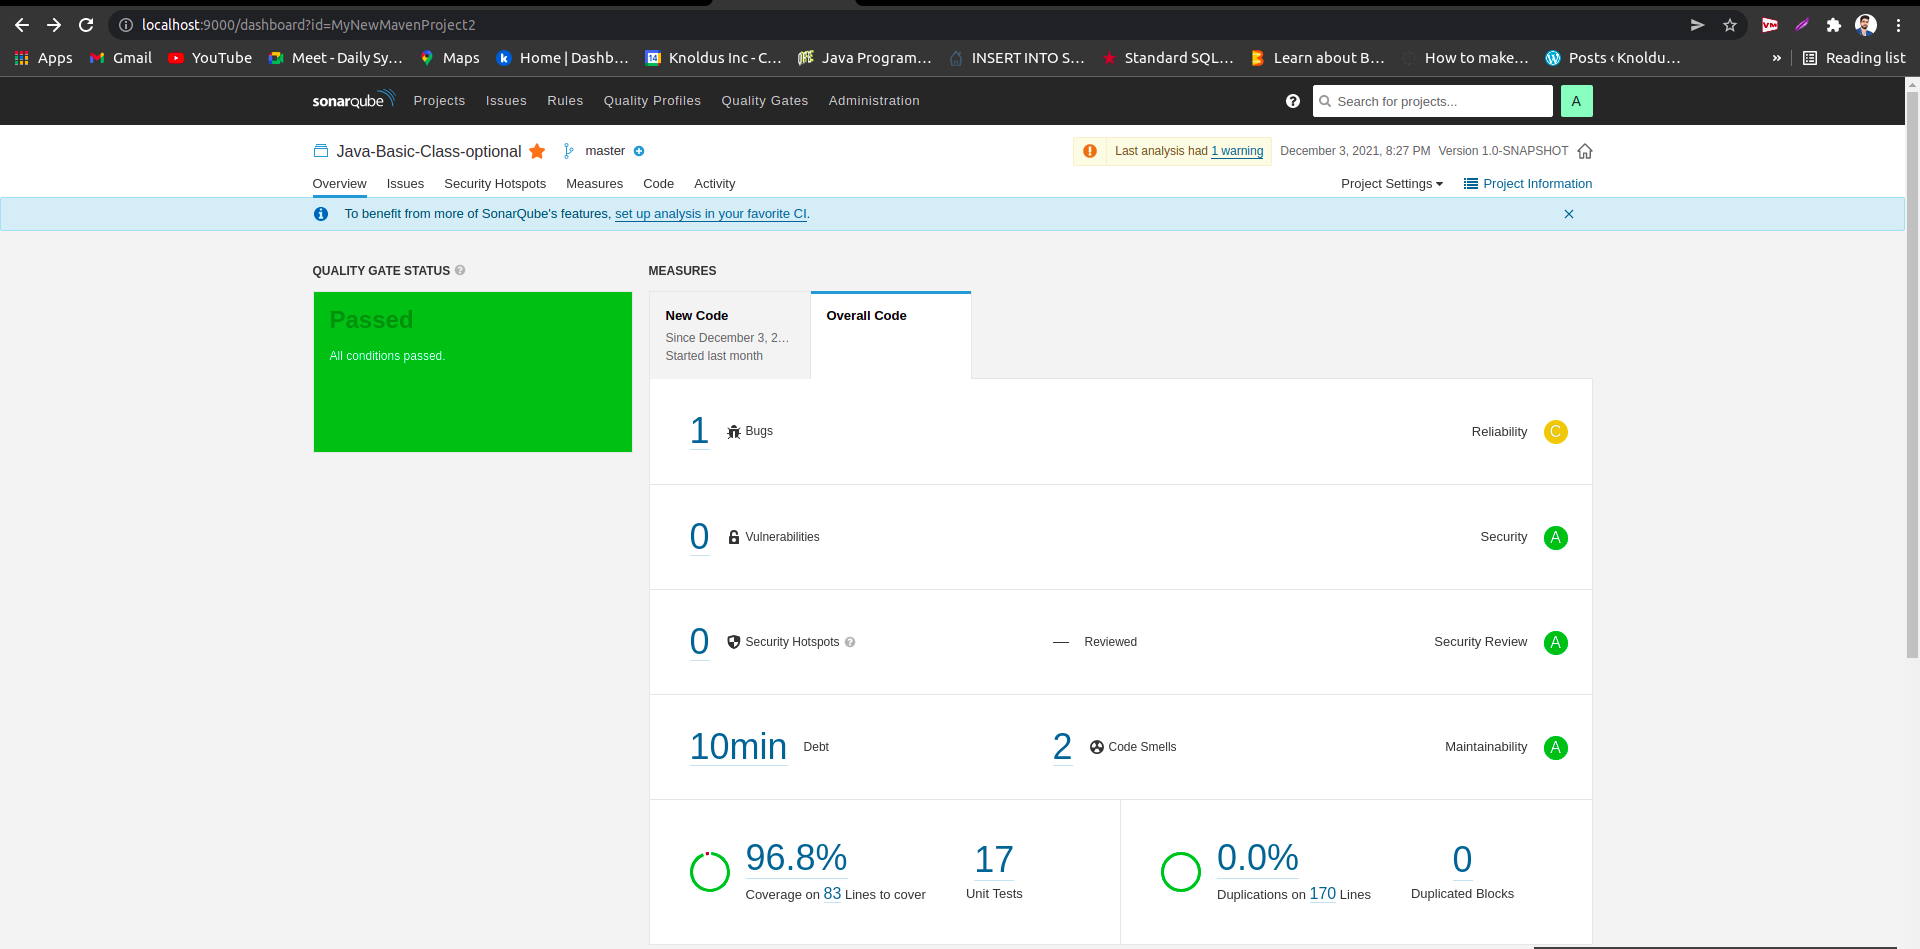 localhost:9000/dashboard?id=MyNewMavenProject2
Apps Gmail YouTube Meet - Daily Sy... Maps Home | Dashb... Knoldus Inc - C... Java Program... INSERT INTO S... Standard SQL... Learn about B... How to make... Posts ‹ Knoldu... » Reading list
sonarqube Projects Issues Rules Quality Profiles Quality Gates Administration ? Search for projects... A
Java-Basic-Class-optional master Last analysis had 1 warning December 3, 2021, 8:27 PM Version 1.0-SNAPSHOT
Overview Issues Security Hotspots Measures Code Activity Project Settings Project Information
To benefit from more of SonarQube's features, set up analysis in your favorite CI.
QUALITY GATE STATUS ? MEASURES
Passed
All conditions passed.
New Code
Since December 3, 2...
Started last month
Overall Code
1 Bugs Reliability C
0 Vulnerabilities Security A
0 Security Hotspots ? — Reviewed Security Review A
10min Debt 2 Code Smells Maintainability A
96.8% 17 0.0% 0
Coverage on 83 Lines to cover Unit Tests Duplications on 170 Lines Duplicated Blocks